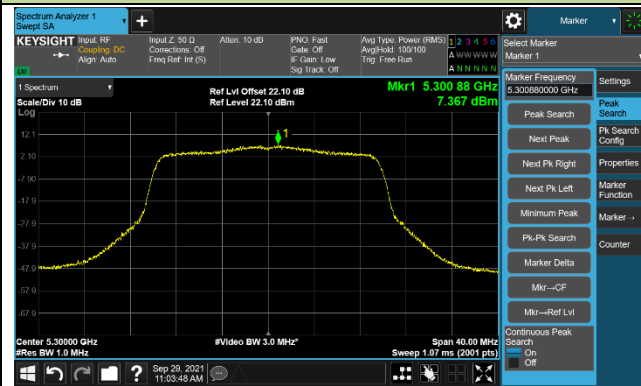 Spectrum Analyzer 1
Swept SA
Marker
KEYSIGHT
Input: RF
Coupling: DC
Align: Auto
Input Z: 50 Ω
Corrections: Off
Freq Ref: Int (S)
Atten: 10 dB
PNO: Fast
Gate: Off
IF Gain: Low
Sig Track: Off
Avg Type: Power (RMS)
Avg|Hold: 100/100
Trig: Free Run
1 2 3 4 5 6
A W W W W W
A N N N N N
Select Marker
Marker 1
1 Spectrum
Scale/Div 10 dB
Log
Ref Lvl Offset 22.10 dB
Ref Level 22.10 dBm
Mkr1 5.300 88 GHz
7.367 dBm
12.1
2.10
-7.90
-17.9
-27.9
-37.9
-47.9
-57.9
-67.9
1
Center 5.30000 GHz
#Res BW 1.0 MHz
#Video BW 3.0 MHz*
Span 40.00 MHz
Sweep 1.07 ms (2001 pts)
Marker Frequency
5.300880000 GHz
Peak Search
Next Peak
Next Pk Right
Next Pk Left
Minimum Peak
Pk-Pk Search
Marker Delta
Mkr→CF
Mkr→Ref Lvl
Continuous Peak
Search
On
Off
Settings
Peak
Search
Pk Search
Config
Properties
Marker
Function
Marker→
Counter
Sep 29, 2021
11:03:48 AM